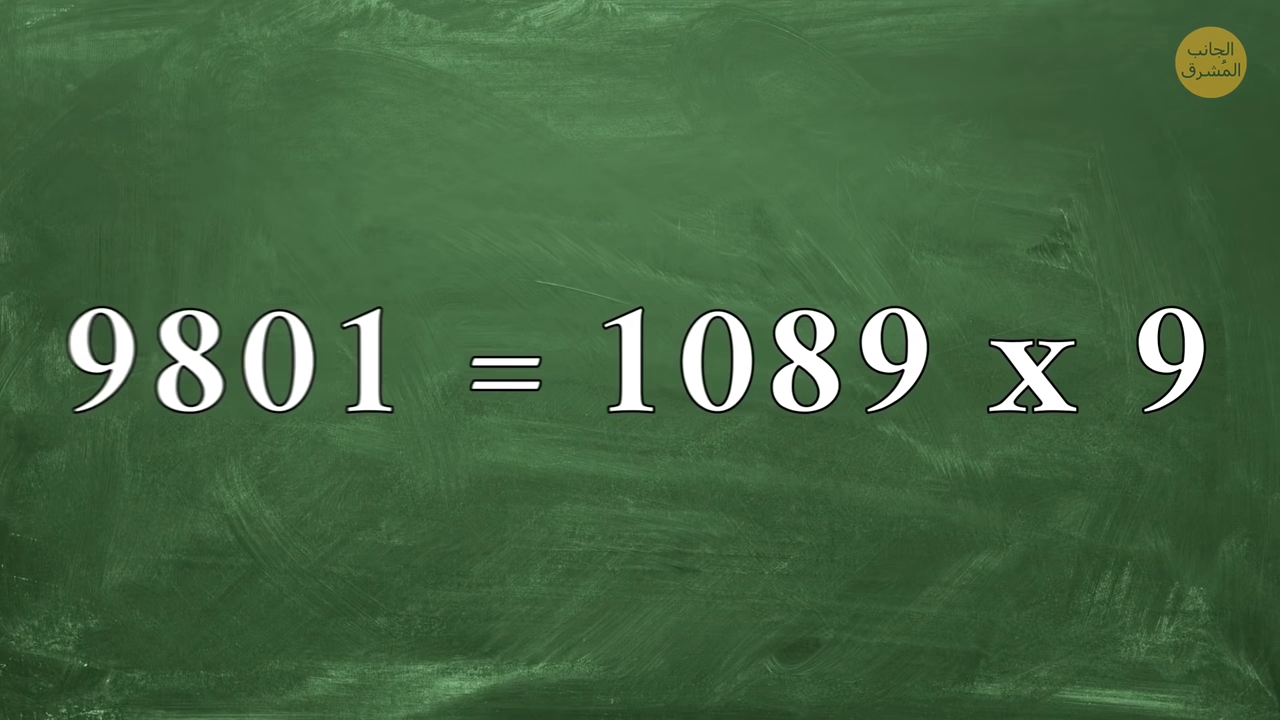 الجانب
المُشرق
9801 = 1089 x 9